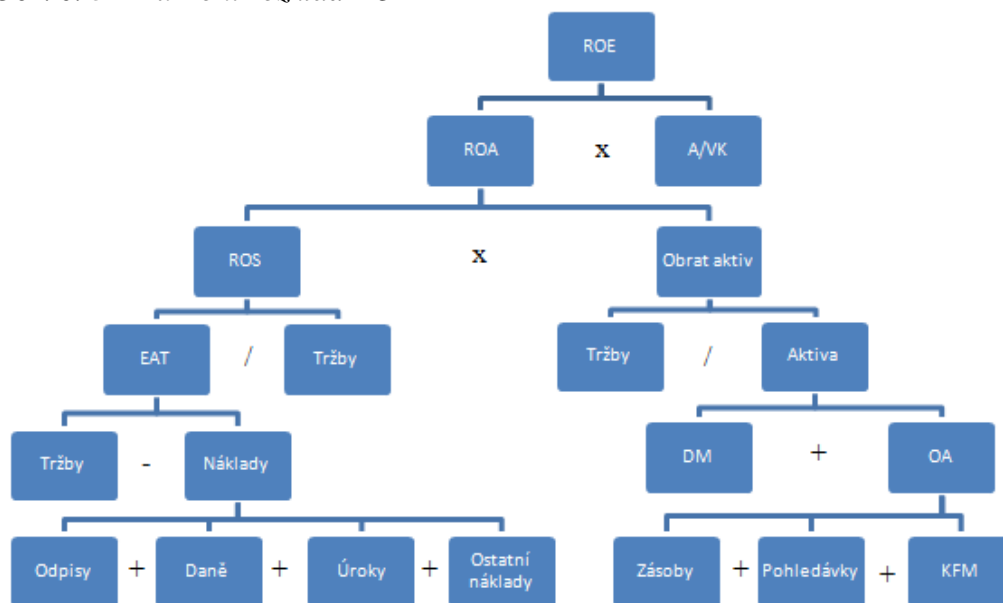 ROE
ROA x A/VK
ROS x Obrat aktiv
EAT / Tržby Tržby / Aktiva
Tržby - Náklady DM + OA
Odpisy + Daně + Úroky + Ostatní
náklady
Zásoby + Pohledávky + KFM